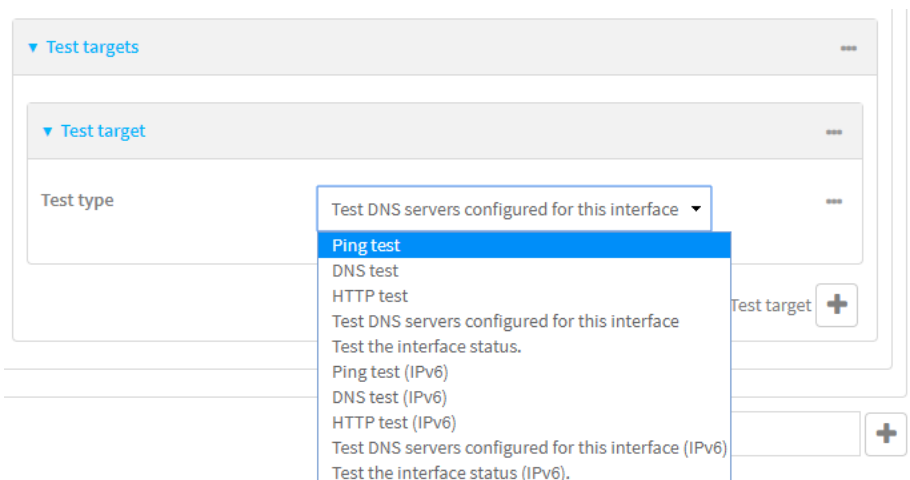 Test targets
Test target
Test type
Test DNS servers configured for this interface
Ping test
DNS test
HTTP test
Test DNS servers configured for this interface
Test target
Test the interface status.
Ping test (IPv6)
DNS test (IPv6)
HTTP test (IPv6)
Test DNS servers configured for this interface (IPv6)
Test the interface status (IPv6).